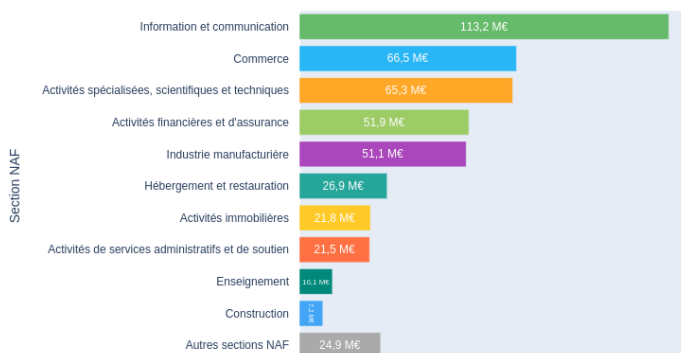 Section NAF
Information et communication 113,2 M€
Commerce 66,5 M€
Activités spécialisées, scientifiques et techniques 65,3 M€
Activités financières et d'assurance 51,9 M€
Industrie manufacturière 51,1 M€
Hébergement et restauration 26,9 M€
Activités immobilières 21,8 M€
Activités de services administratifs et de soutien 21,5 M€
Enseignement 10,1 M€
Construction 7,2 M€
Autres sections NAF 24,9 M€